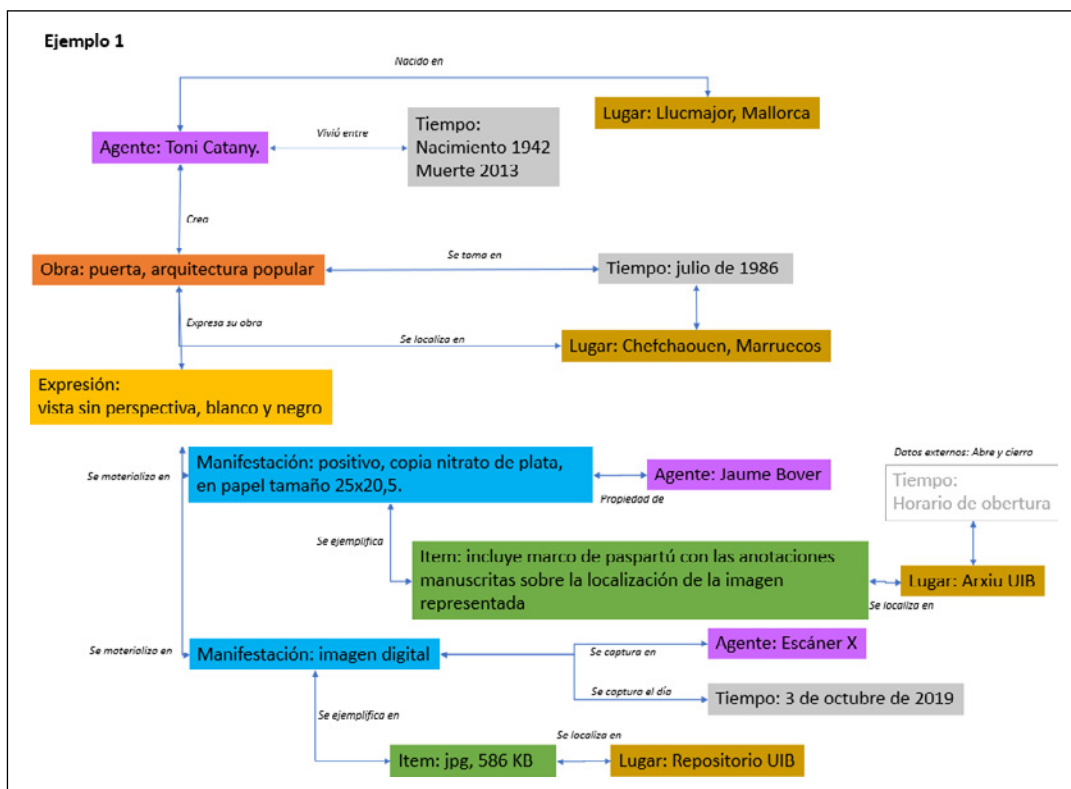 Ejemplo 1
Nacido en
Lugar: Llucmajor, Mallorca
Agente: Toni Catany.
Vivió entre
Tiempo:
Nacimiento 1942
Muerte 2013
Crea
Obra: puerta, arquitectura popular
Se toma en
Tiempo: julio de 1986
Expresa su obra
Se localiza en
Lugar: Chefchaouen, Marruecos
Expresión:
vista sin perspectiva, blanco y negro
Se materializa en
Manifestación: positivo, copia nitrato de plata,
en papel tamaño 25x20,5.
Propiedad de
Agente: Jaume Bover
Datos externos: Abre y cierra
Tiempo:
Horario de obertura
Se ejemplifica
Item: incluye marco de paspartú con las anotaciones
manuscritas sobre la localización de la imagen
representada
Se localiza en
Lugar: Arxiu UIB
Se materializa en
Manifestación: imagen digital
Se captura en
Agente: Escáner X
Se captura el día
Tiempo: 3 de octubre de 2019
Se ejemplifica en
Item: jpg, 586 KB
Se localiza en
Lugar: Repositorio UIB